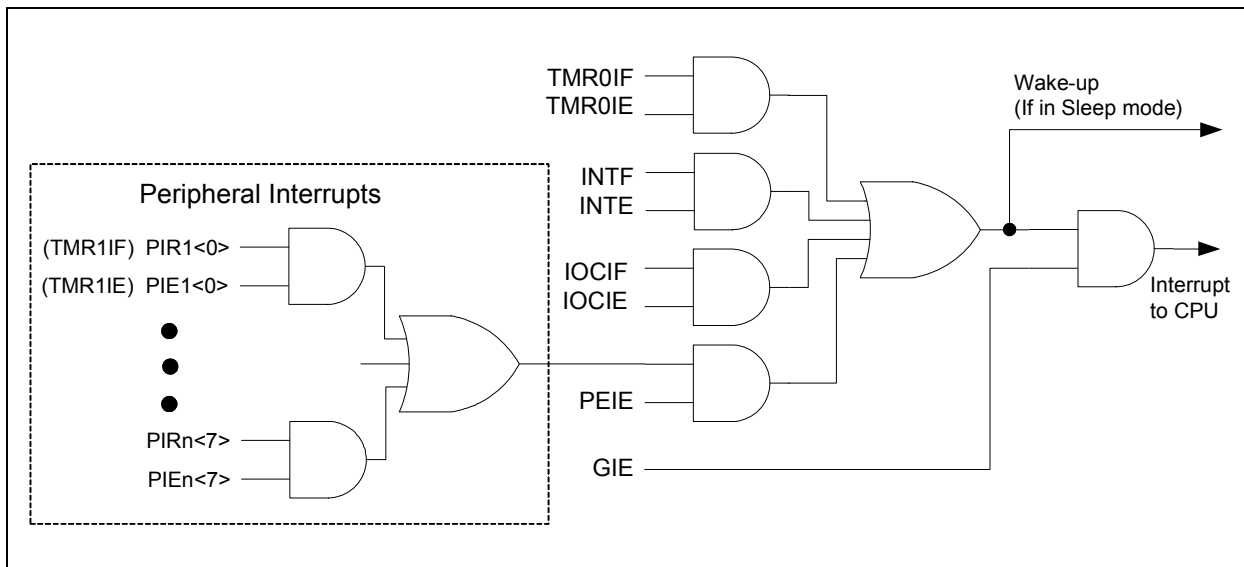 TMR0IF
TMR0IE
Wake-up
(If in Sleep mode)
INTF
INTE
Peripheral Interrupts
(TMR1IF) PIR1<0>
(TMR1IE) PIE1<0>
IOCIF
IOCIE
Interrupt
to CPU
PEIE
PIRn<7>
PIEn<7>
GIE